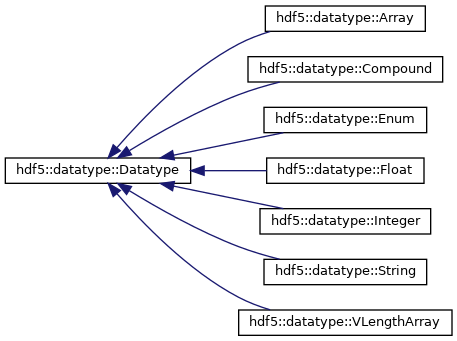 hdf5::datatype::Array
hdf5::datatype::Compound
hdf5::datatype::Enum
hdf5::datatype::Datatype
hdf5::datatype::Float
hdf5::datatype::Integer
hdf5::datatype::String
hdf5::datatype::VLengthArray